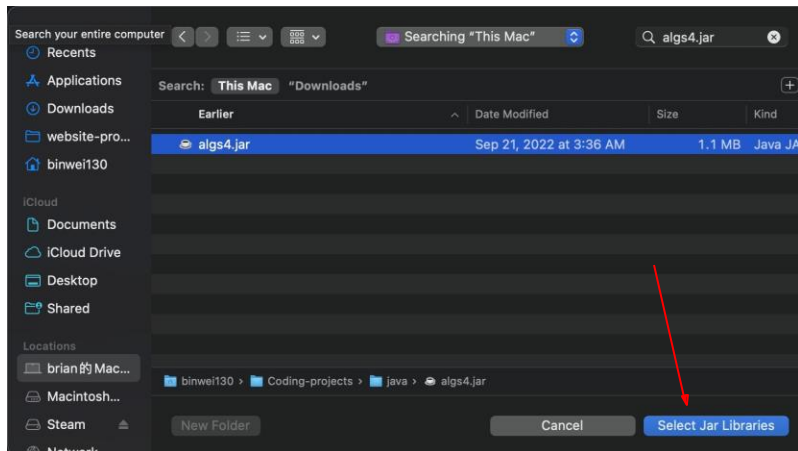 Search your entire computer
Searching "This Mac"
algs4.jar
Recents
Applications
Downloads
website-pro...
binwei130
iCloud
Documents
iCloud Drive
Desktop
Shared
Locations
brian的 Mac...
Macintosh...
Steam
Network
Search: This Mac "Downloads"
Earlier Date Modified Size Kind
algs4.jar Sep 21, 2022 at 3:36 AM 1.1 MB Java JA
binwei130 › Coding-projects › java › algs4.jar
New Folder Cancel Select Jar Libraries